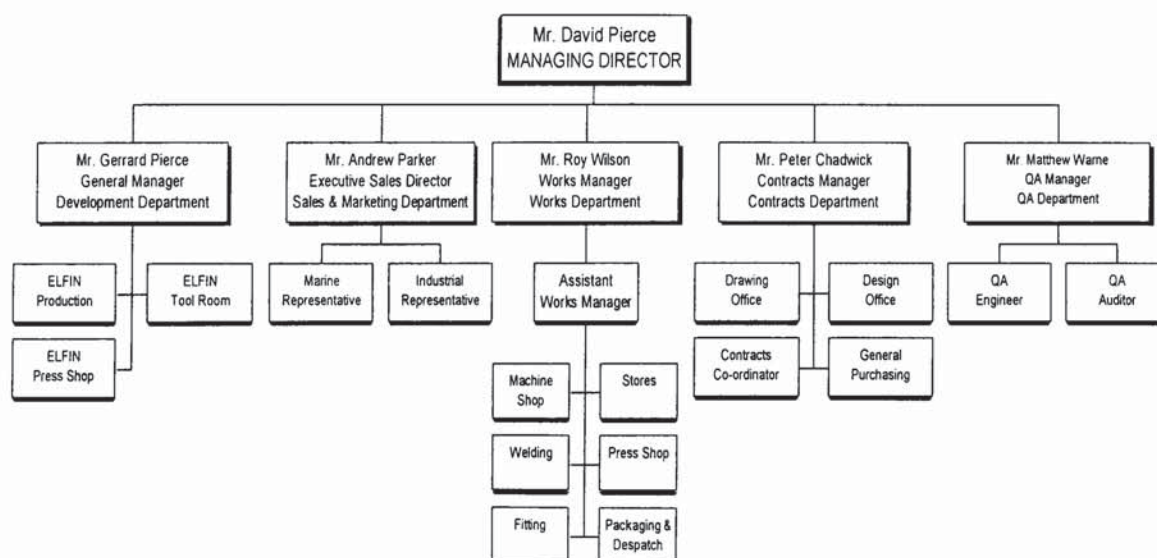 Mr. David Pierce
MANAGING DIRECTOR
Mr. Gerrard Pierce
General Manager
Development Department
Mr. Andrew Parker
Executive Sales Director
Sales & Marketing Department
Mr. Roy Wilson
Works Manager
Works Department
Mr. Peter Chadwick
Contracts Manager
Contracts Department
Mr. Matthew Warne
QA Manager
QA Department
ELFIN
Production
ELFIN
Tool Room
ELFIN
Press Shop
Marine
Representative
Industrial
Representative
Assistant
Works Manager
Machine
Shop
Stores
Welding
Press Shop
Fitting
Packaging &
Despatch
Drawing
Office
Design
Office
Contracts
Co-ordinator
General
Purchasing
QA
Engineer
QA
Auditor